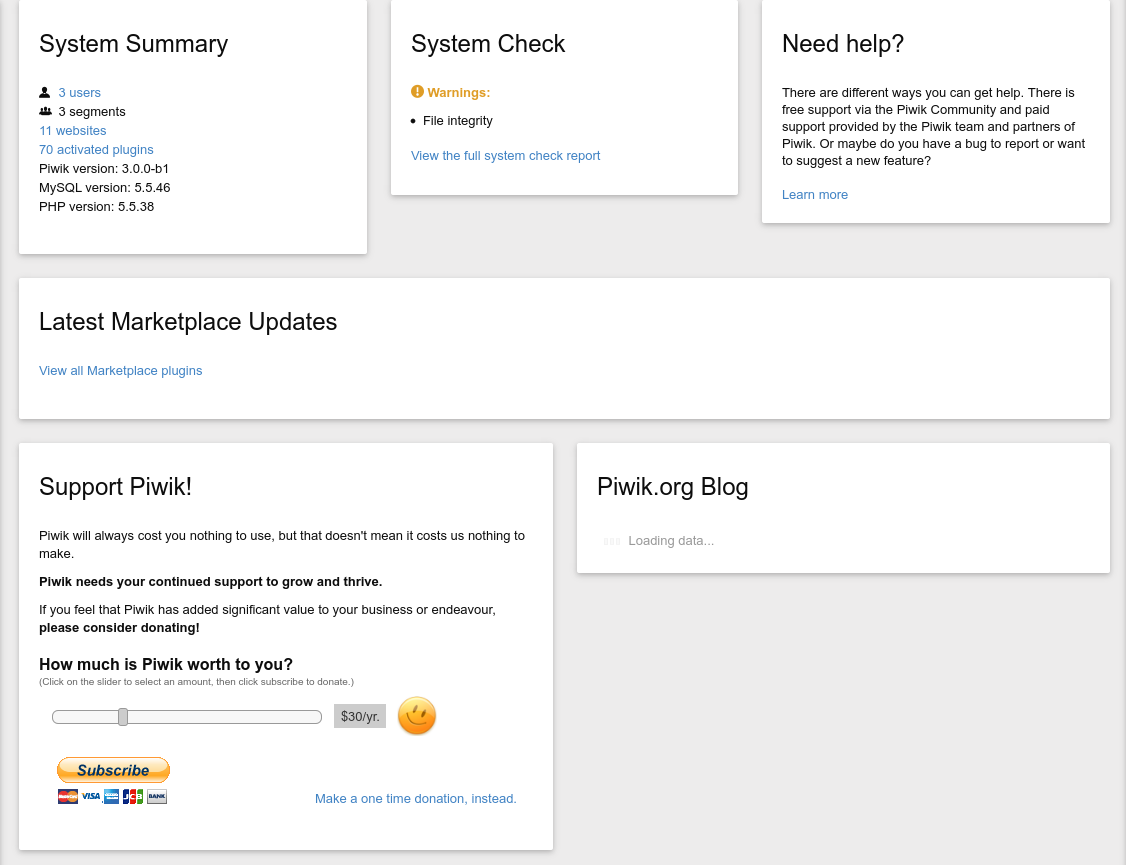 System Summary
3 users
3 segments
11 websites
70 activated plugins
Piwik version: 3.0.0-b1
MySQL version: 5.5.46
PHP version: 5.5.38
System Check
Warnings:
File integrity
View the full system check report
Need help?
There are different ways you can get help. There is
free support via the Piwik Community and paid
support provided by the Piwik team and partners of
Piwik. Or maybe do you have a bug to report or want
to suggest a new feature?
Learn more
Latest Marketplace Updates
View all Marketplace plugins
Support Piwik!
Piwik will always cost you nothing to use, but that doesn't mean it costs us nothing to
make.
Piwik needs your continued support to grow and thrive.
If you feel that Piwik has added significant value to your business or endeavour,
please consider donating!
How much is Piwik worth to you?
(Click on the slider to select an amount, then click subscribe to donate.)
$30/yr.
Subscribe
VISA
JCB
BANK
Make a one time donation, instead.
Piwik.org Blog
Loading data...